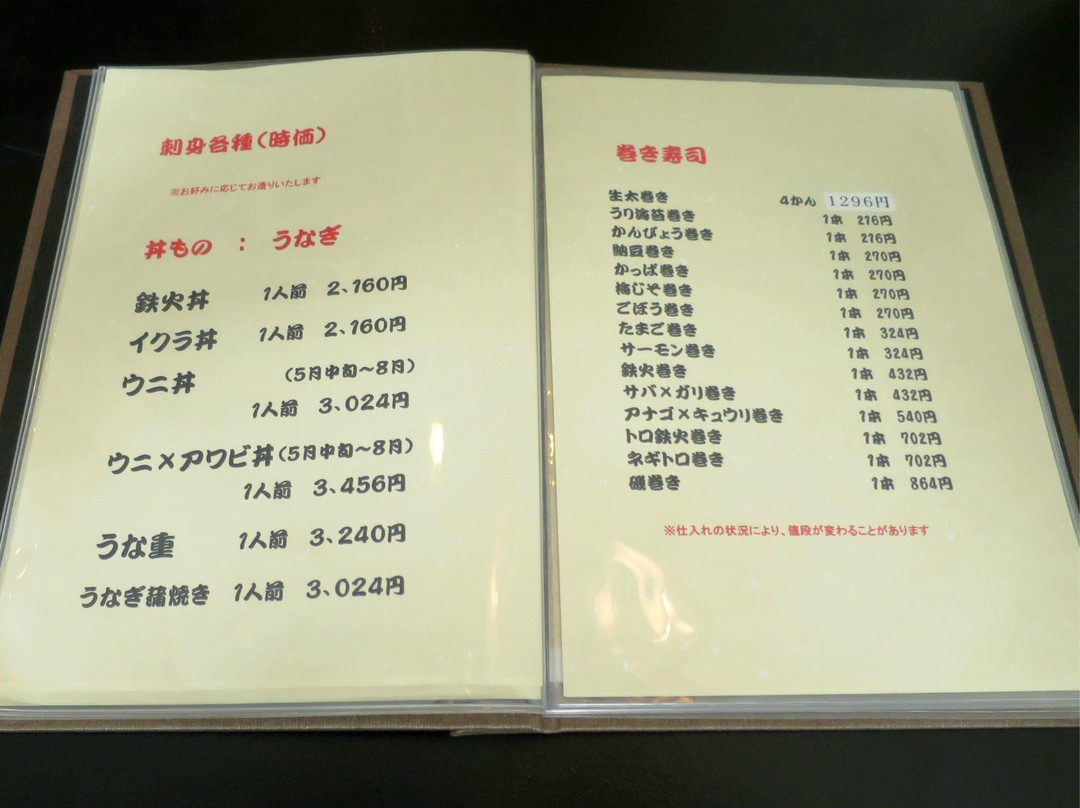 刺身各種(時価)
※お好みに応じてお造りいたします
丼もの : うなぎ
鉄火丼 1人前 2、160円
イクラ丼 1人前 2、160円
ウニ丼 (5月中旬~8月)
1人前 3、024円
ウニ×アワビ丼(5月中旬~8月)
1人前 3、456円
うな重 1人前 3、240円
うなぎ蒲焼き 1人前 3、024円
巻き寿司
生太巻き 4かん 1296円
うり海苔巻き 1本 216円
かんぴょう巻き 1本 216円
納豆巻き 1本 270円
かっぱ巻き 1本 270円
梅じそ巻き 1本 270円
ごぼう巻き 1本 270円
たまご巻き 1本 324円
サーモン巻き 1本 324円
鉄火巻き 1本 432円
サバ×ガリ巻き 1本 432円
アナゴ×キュウリ巻き 1本 540円
トロ鉄火巻き 1本 702円
ネギトロ巻き 1本 702円
磯巻き 1本 864円
※仕入れの状況により、値段が変わることがあります